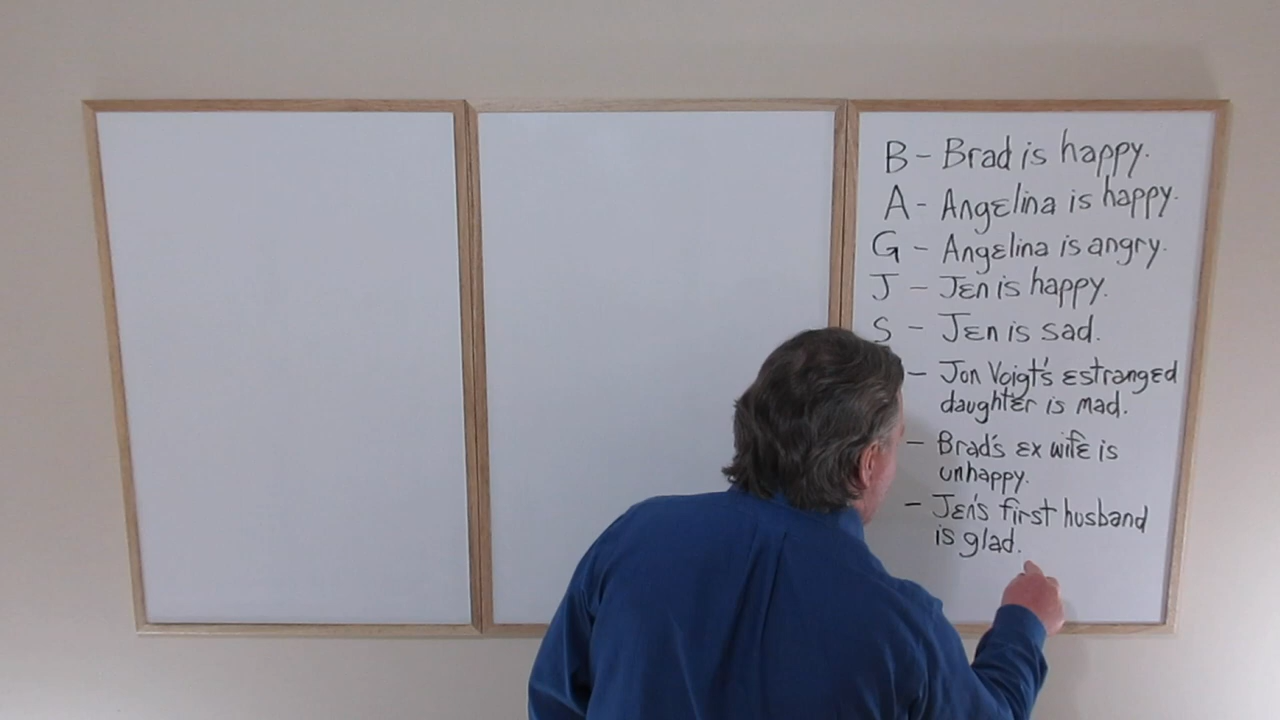 B - Brad is happy.
A - Angelina is happy.
G - Angelina is angry.
J - Jen is happy.
S - Jen is sad.
- Jon Voigt's estranged
daughter is mad.
- Brad's ex wife is
unhappy.
- Jen's first husband
is glad.